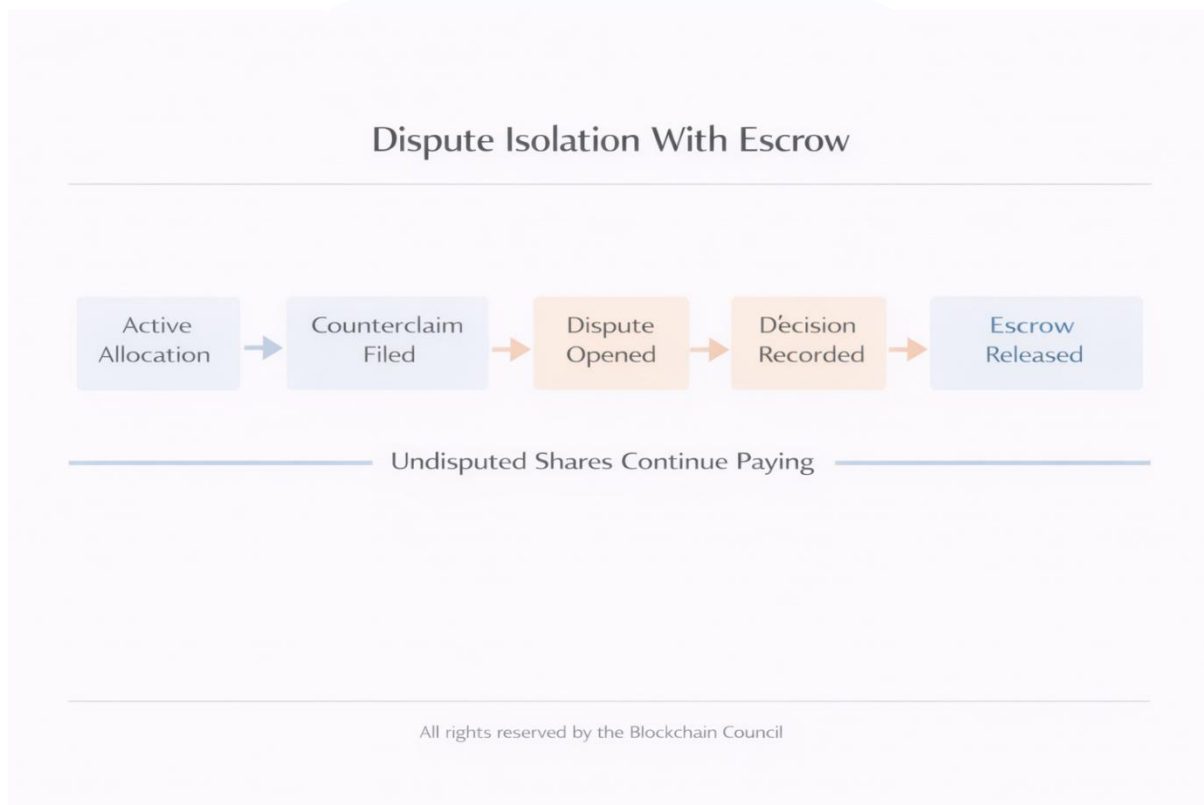 Dispute Isolation With Escrow
Active
Allocation
Counterclaim
Filed
Dispute
Opened
D'ecision
Recorded
Escrow
Released
Undisputed Shares Continue Paying
All rights reserved by the Blockchain Council